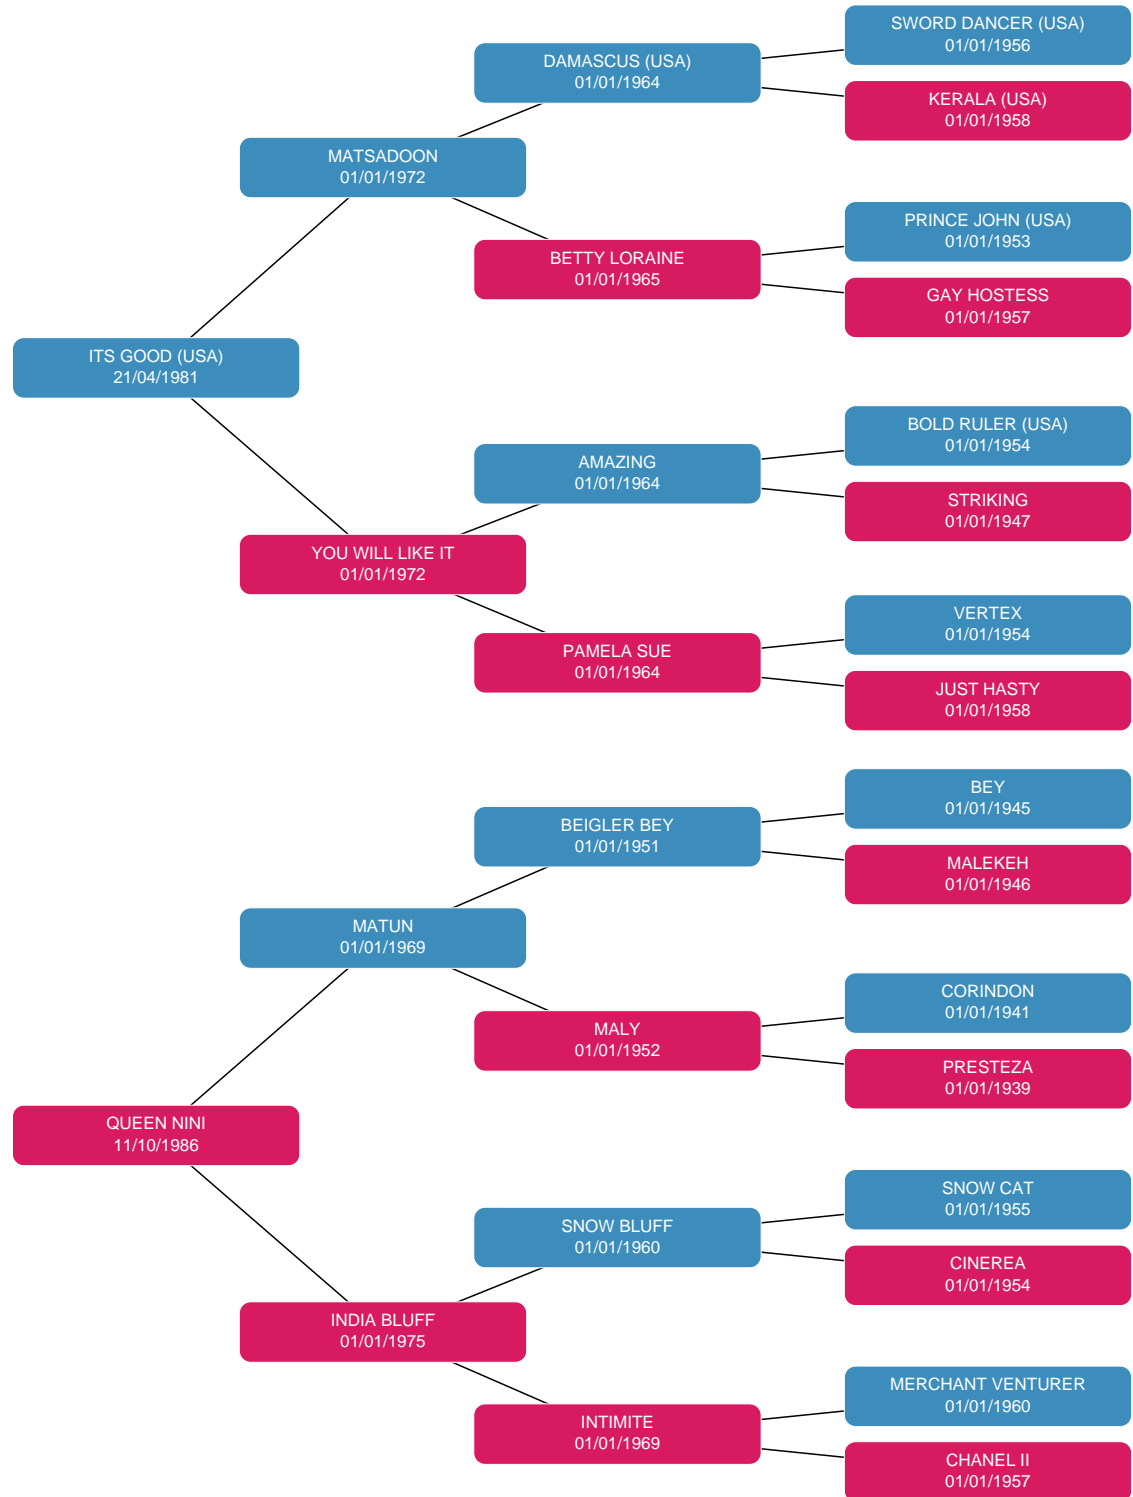 SWORD DANCER (USA)
01/01/1956
DAMASCUS (USA)
01/01/1964
KERALA (USA)
01/01/1958
MATSADOON
01/01/1972
PRINCE JOHN (USA)
01/01/1953
BETTY LORAINE
01/01/1965
GAY HOSTESS
01/01/1957
ITS GOOD (USA)
21/04/1981
BOLD RULER (USA)
01/01/1954
AMAZING
01/01/1964
STRIKING
01/01/1947
YOU WILL LIKE IT
01/01/1972
VERTEX
01/01/1954
PAMELA SUE
01/01/1964
JUST HASTY
01/01/1958
BEY
01/01/1945
BEIGLER BEY
01/01/1951
MALEKEH
01/01/1946
MATUN
01/01/1969
CORINDON
01/01/1941
MALY
01/01/1952
PRESTEZA
01/01/1939
QUEEN NINI
11/10/1986
SNOW CAT
01/01/1955
SNOW BLUFF
01/01/1960
CINEREA
01/01/1954
INDIA BLUFF
01/01/1975
MERCHANT VENTURER
01/01/1960
INTIMITE
01/01/1969
CHANEL II
01/01/1957